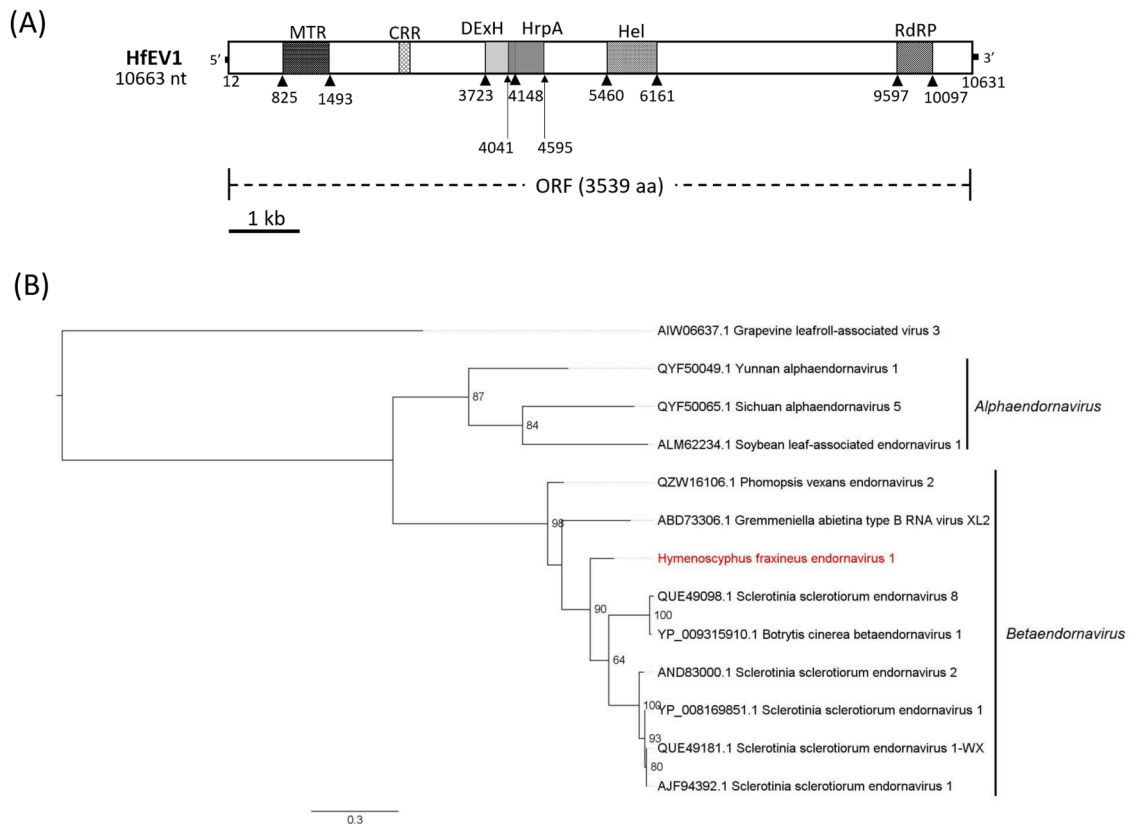 (A)
MTR CRR DExH HrpA Hel RdRP
HfEV1 5′ 3′
10663 nt
12 825 1493 3723 4148 5460 6161 9597 10097 10631
4041 4595
ORF (3539 aa)
1 kb
(B)
AIW06637.1 Grapevine leafroll-associated virus 3
QYF50049.1 Yunnan alphaendornavirus 1
87
QYF50065.1 Sichuan alphaendornavirus 5
Alphaendornavirus
84
ALM62234.1 Soybean leaf-associated endornavirus 1
QZW16106.1 Phomopsis vexans endornavirus 2
98
ABD73306.1 Gremmeniella abietina type B RNA virus XL2
Hymenoscyphus fraxineus endornavirus 1
QUE49098.1 Sclerotinia sclerotiorum endornavirus 8
90
100
YP_009315910.1 Botrytis cinerea betaendornavirus 1
Betaendornavirus
64
AND83000.1 Sclerotinia sclerotiorum endornavirus 2
100
YP_008169851.1 Sclerotinia sclerotiorum endornavirus 1
93
QUE49181.1 Sclerotinia sclerotiorum endornavirus 1-WX
80
AJF94392.1 Sclerotinia sclerotiorum endornavirus 1
0.3